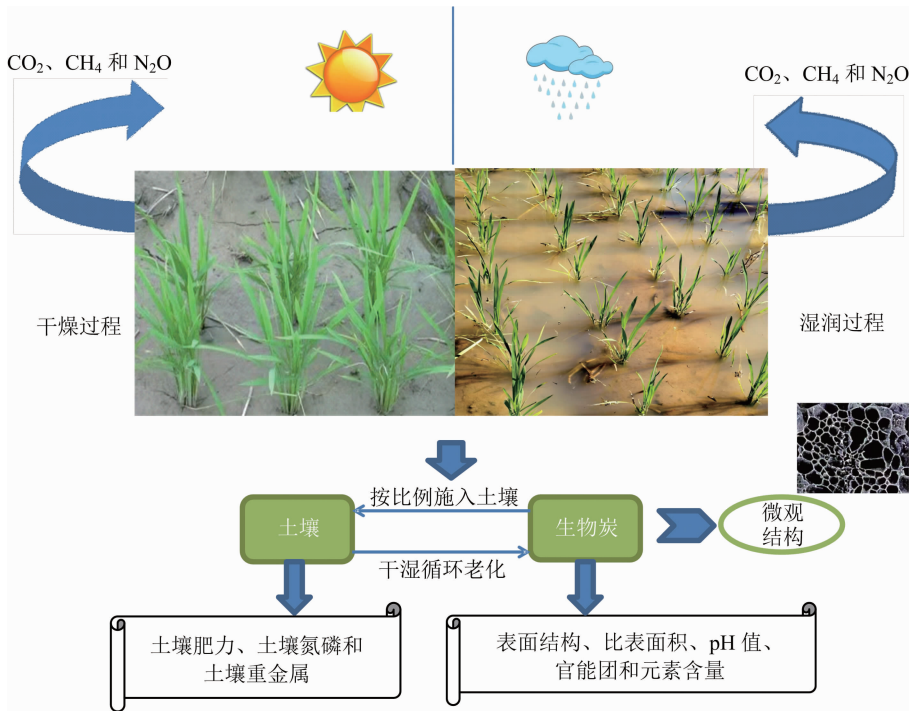 CO₂、CH₄ 和 N₂O
CO₂、CH₄ 和 N₂O
干燥过程
湿润过程
按比例施入土壤
土壤
生物炭
微观
结构
干湿循环老化
土壤肥力、土壤氮磷和
土壤重金属
表面结构、比表面积、pH 值、
官能团和元素含量